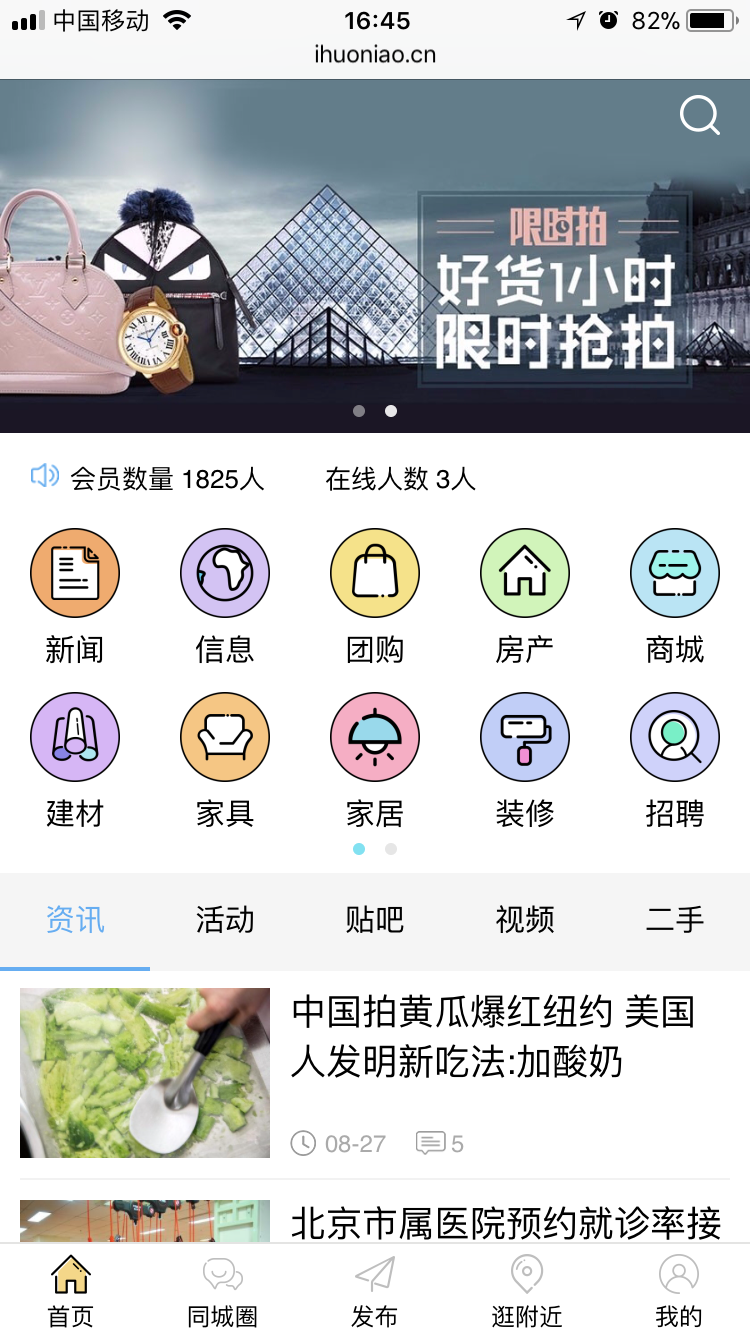 中国移动 16:45 82%
ihuoniao.cn
限时拍
好货1小时
限时抢拍
会员数量 1825人 在线人数 3人
新闻 信息 团购 房产 商城
建材 家具 家居 装修 招聘
资讯 活动 贴吧 视频 二手
中国拍黄瓜爆红纽约 美国
人发明新吃法:加酸奶
08-27 5
北京市属医院预约就诊率接
首页 同城圈 发布 逛附近 我的